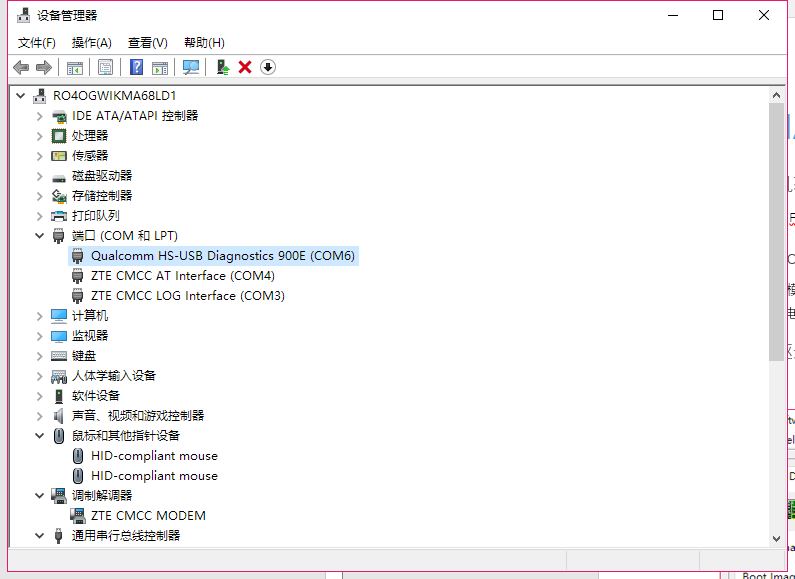 设备管理器
文件(F) 操作(A) 查看(V) 帮助(H)
RO4OGWIKMA68LD1
IDE ATA/ATAPI 控制器
处理器
传感器
磁盘驱动器
存储控制器
打印队列
端口 (COM 和 LPT)
Qualcomm HS-USB Diagnostics 900E (COM6)
ZTE CMCC AT Interface (COM4)
ZTE CMCC LOG Interface (COM3)
计算机
监视器
键盘
人体学输入设备
软件设备
声音、视频和游戏控制器
鼠标和其他指针设备
HID-compliant mouse
HID-compliant mouse
调制解调器
ZTE CMCC MODEM
通用串行总线控制器